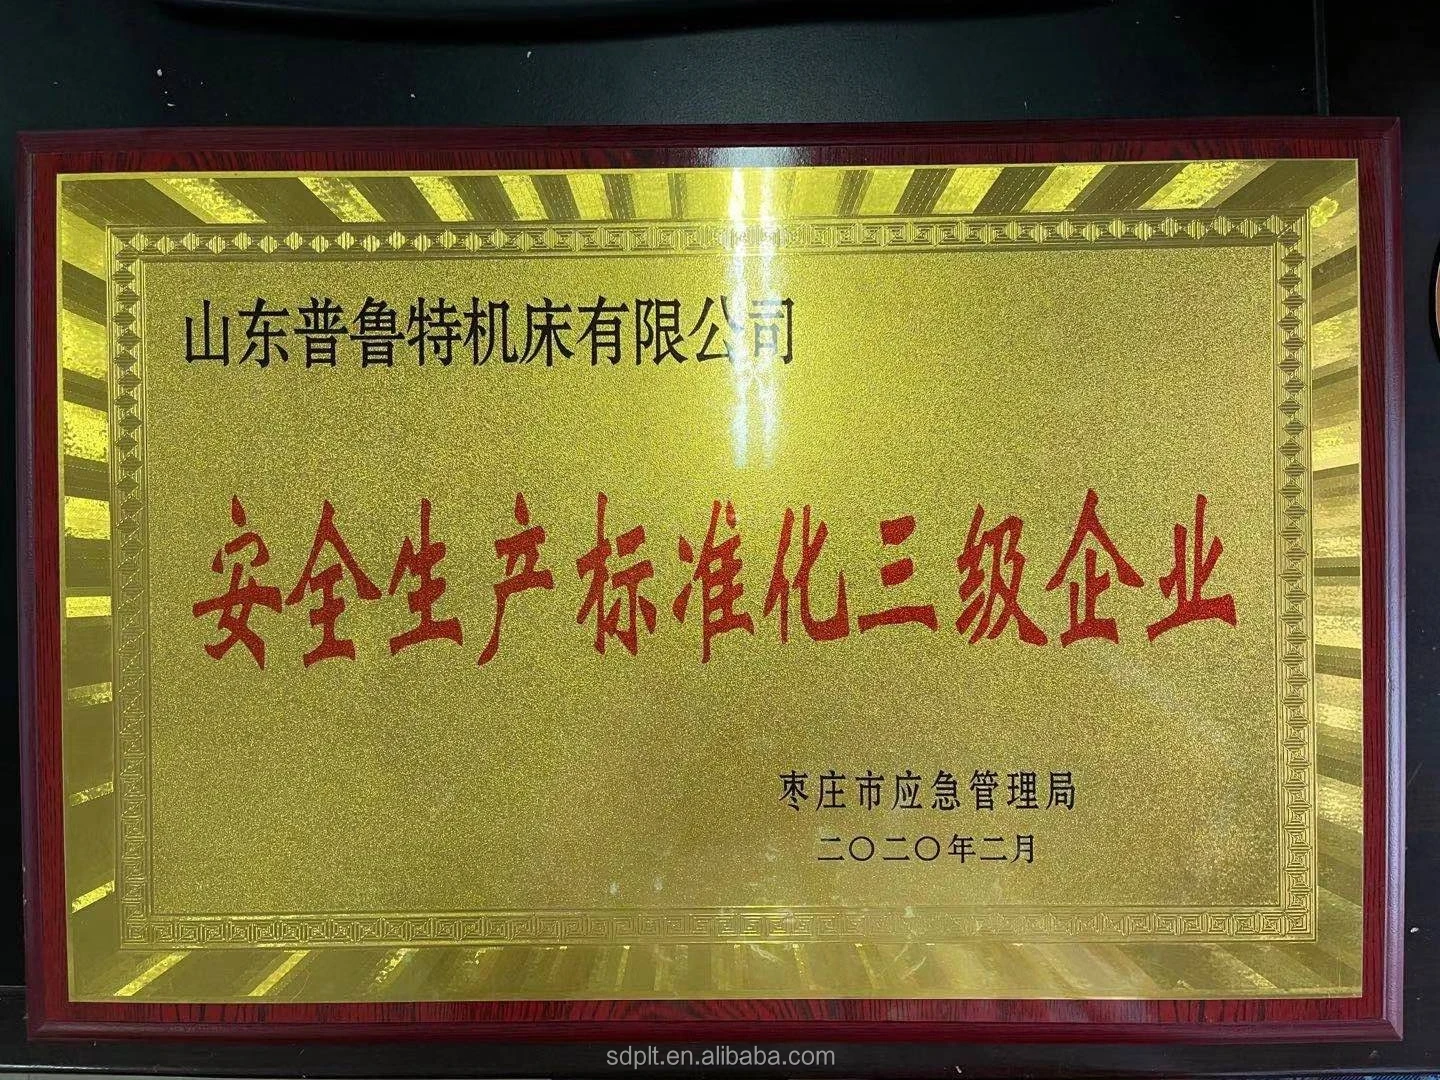 山东普鲁特机床有限公司
安全生产标准化三级企业
枣庄市应急管理局
二〇二〇年二月
sdplt.en.alibaba.com